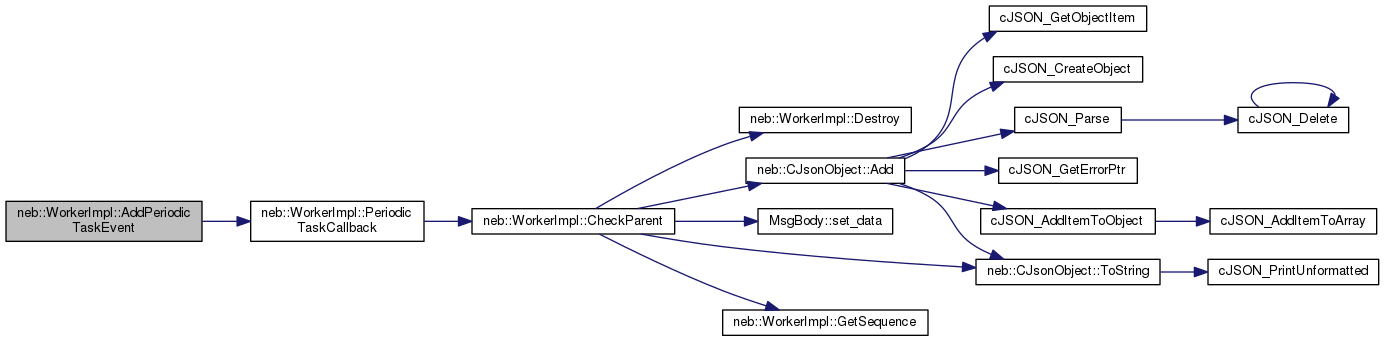 neb::WorkerImpl::AddPeriodic
TaskEvent
neb::WorkerImpl::Periodic
TaskCallback
neb::WorkerImpl::CheckParent
neb::WorkerImpl::Destroy
neb::CJsonObject::Add
cJSON_GetObjectItem
cJSON_CreateObject
cJSON_Parse
cJSON_Delete
cJSON_GetErrorPtr
cJSON_AddItemToObject
cJSON_AddItemToArray
neb::CJsonObject::ToString
cJSON_PrintUnformatted
MsgBody::set_data
neb::WorkerImpl::GetSequence